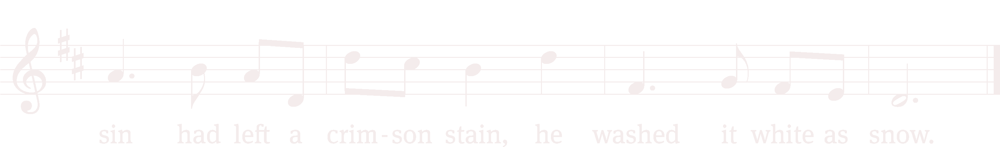 sin had left a crim-son stain, he washed it white as snow.